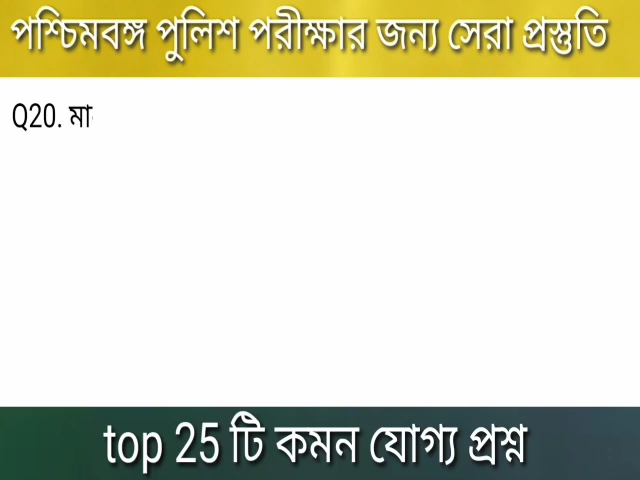 পশ্চিমবঙ্গ পুলিশ পরীক্ষার জন্য সেরা প্রস্তুতি
Q20. মা
top 25 টি কমন যোগ্য প্রশ্ন